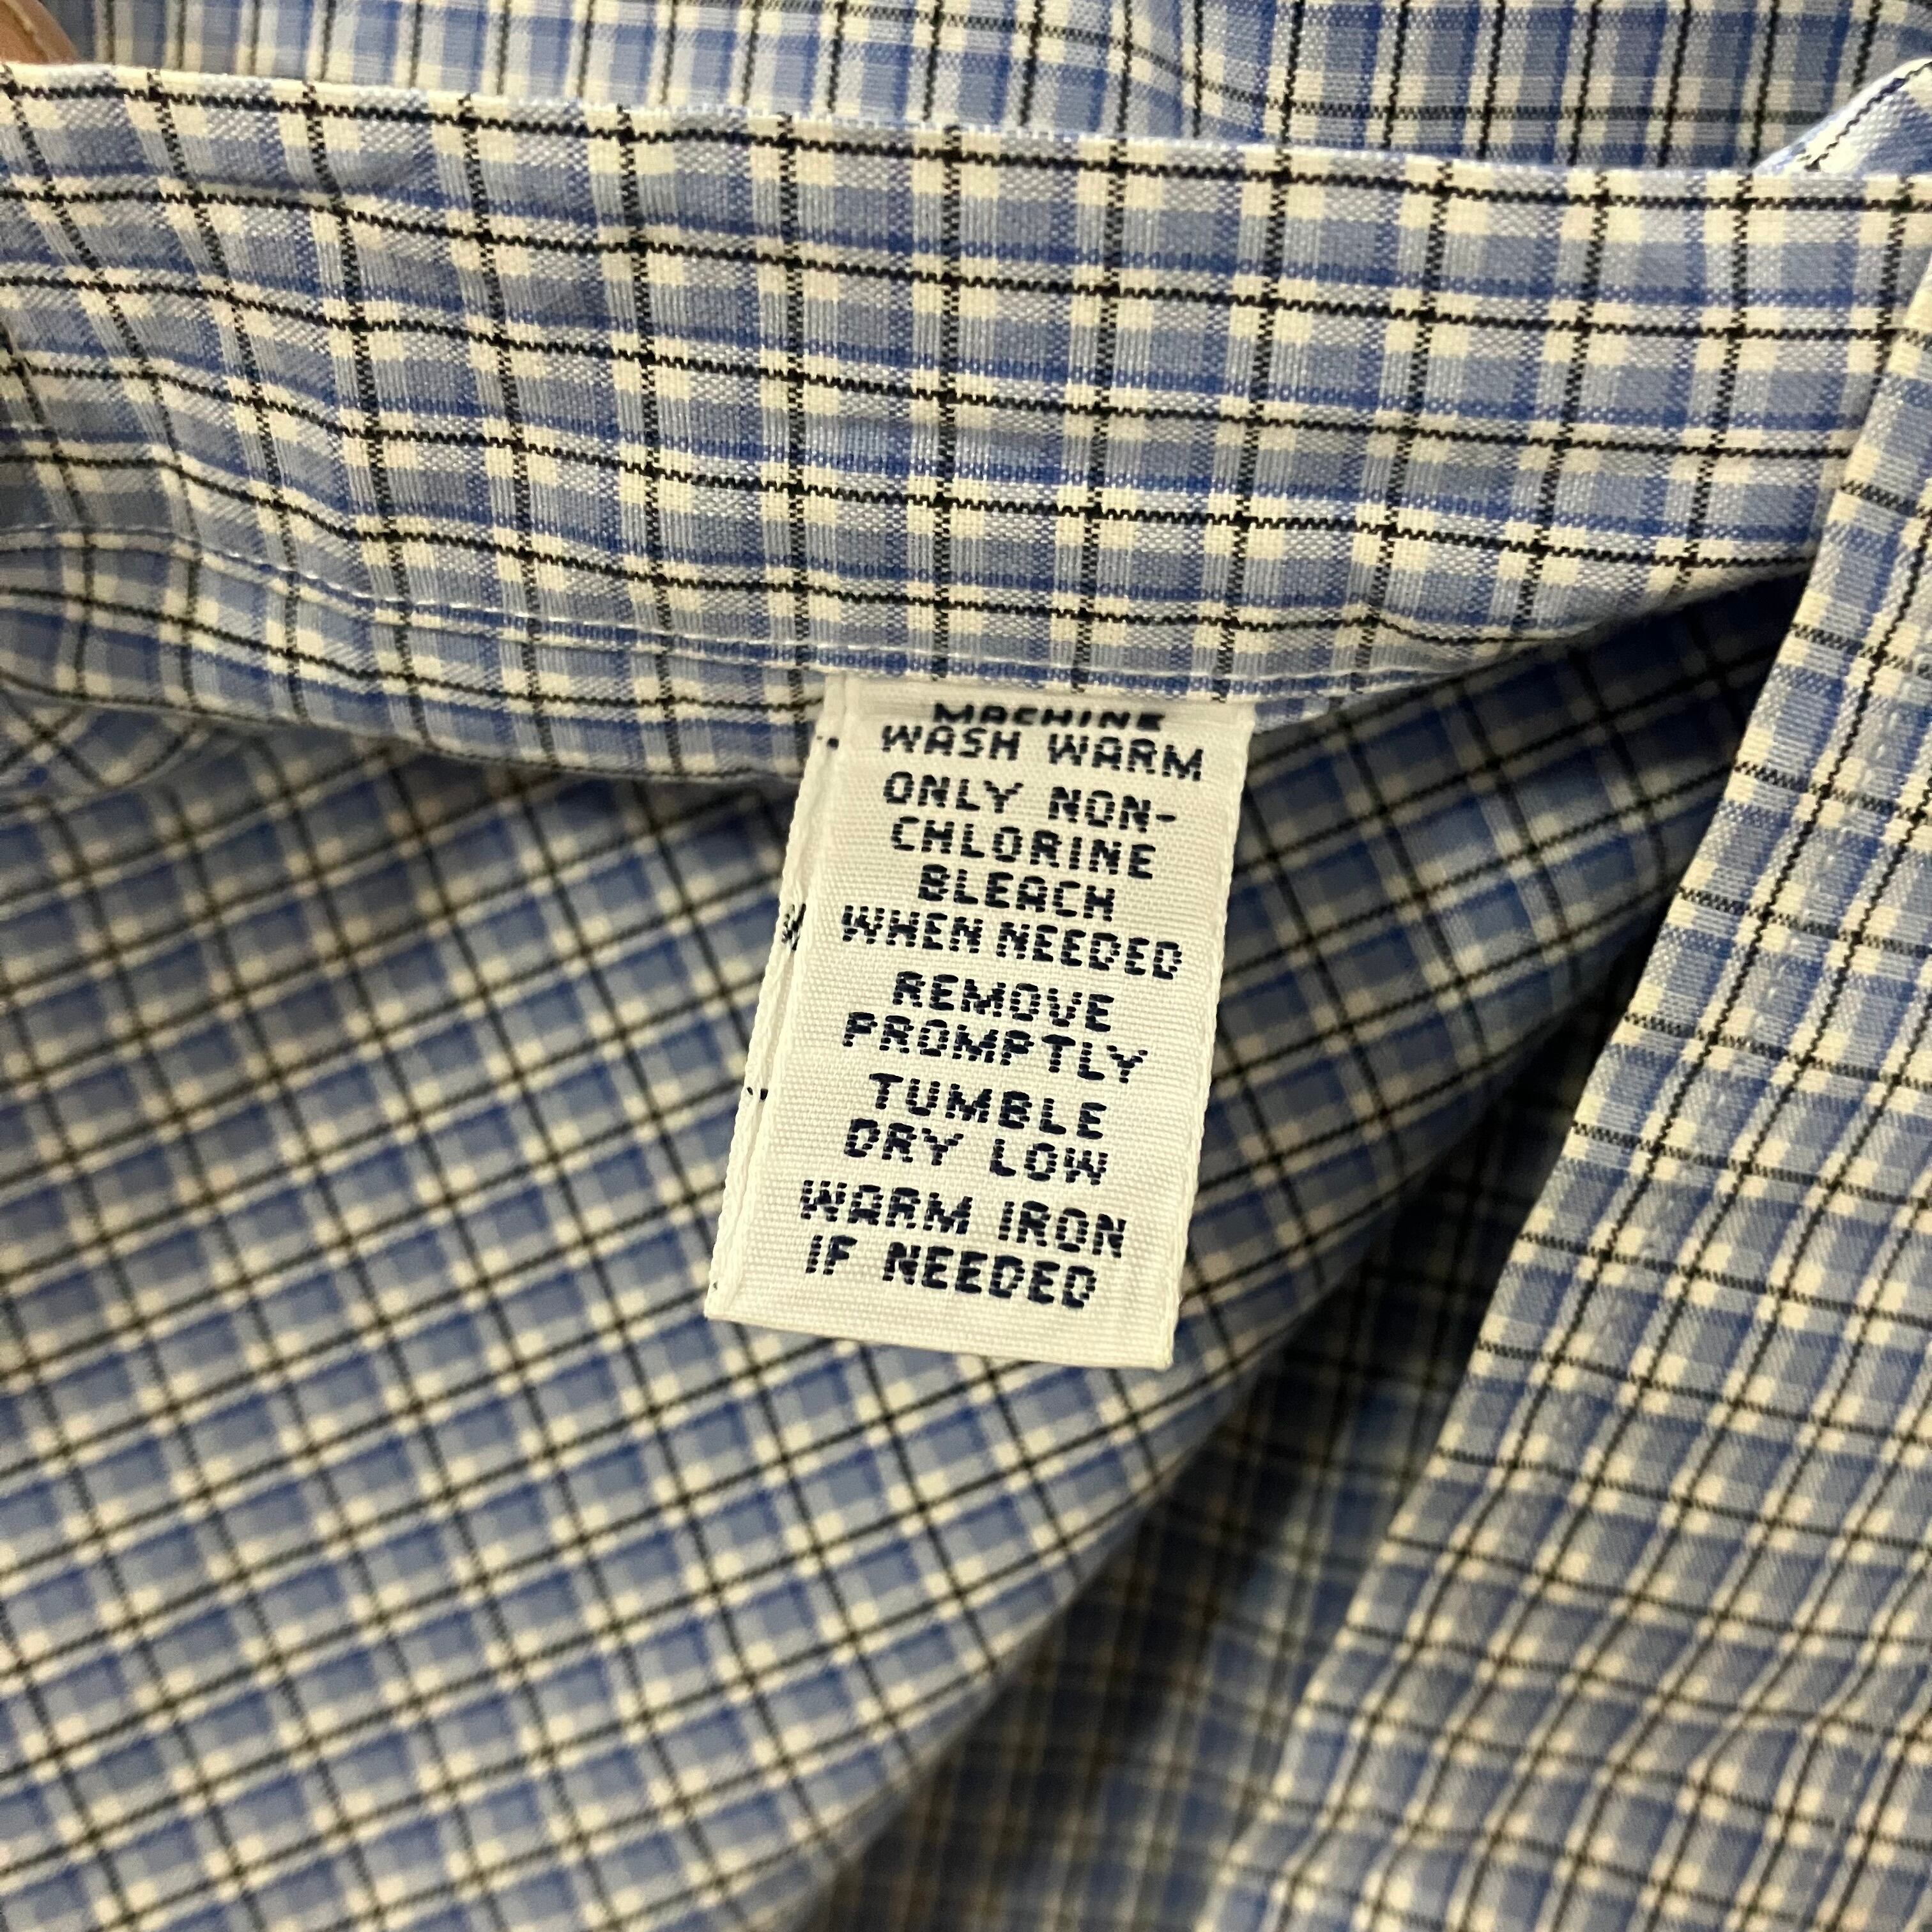 MACHINE
WASH WARM
ONLY NON-
CHLORINE
BLEACH
WHEN NEEDED
REMOVE
PROMPTLY
TUMBLE
DRY LOW
WARM IRON
IF NEEDED